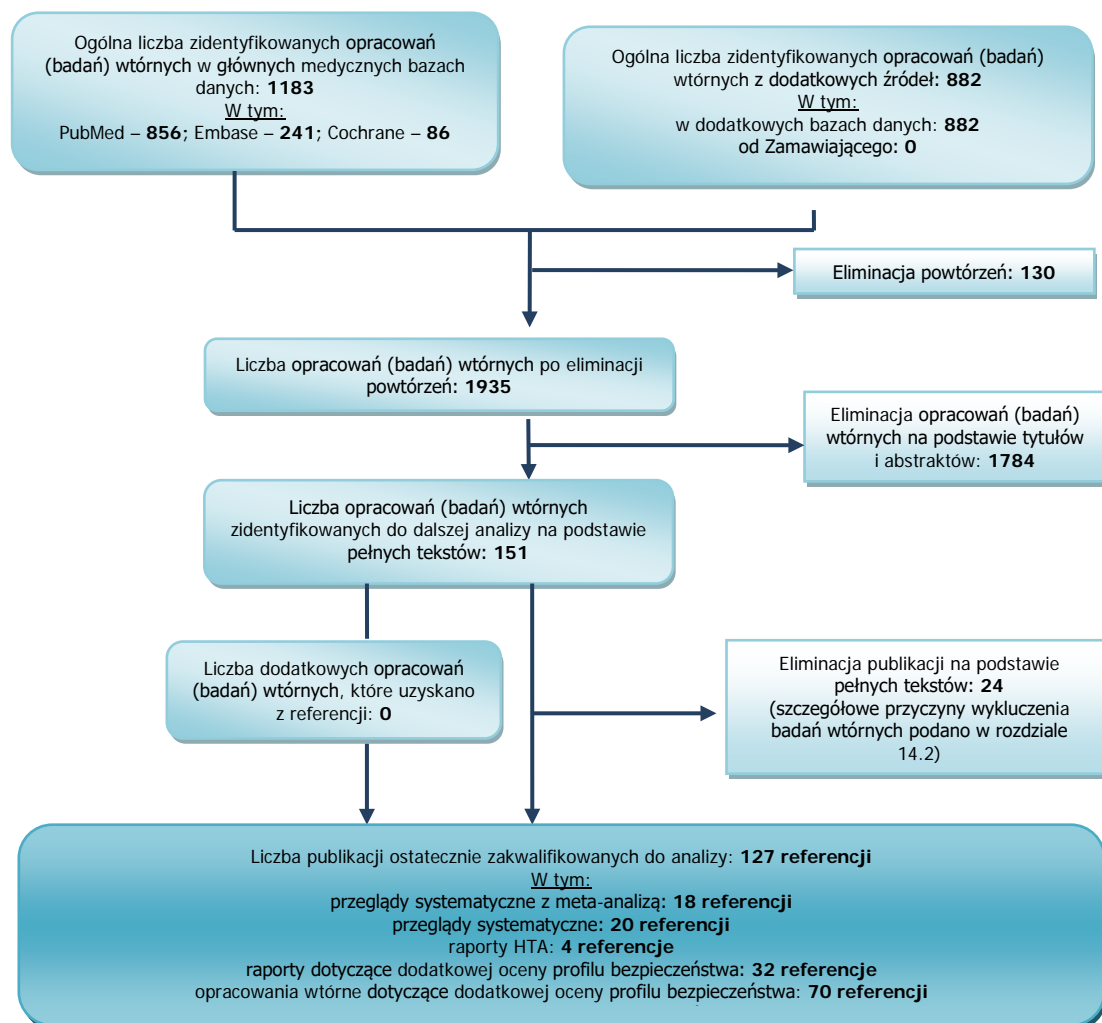 Ogólna liczba zidentyfikowanych opracowań
(badań) wtórnych w głównych medycznych bazach
danych: 1183
W tym:
PubMed – 856; Embase – 241; Cochrane – 86
Ogólna liczba zidentyfikowanych opracowań (badań)
wtórnych z dodatkowych źródeł: 882
W tym:
w dodatkowych bazach danych: 882
od Zamawiającego: 0
Eliminacja powtórzeń: 130
Liczba opracowań (badań) wtórnych po eliminacji
powtórzeń: 1935
Eliminacja opracowań (badań)
wtórnych na podstawie tytułów
i abstraktów: 1784
Liczba opracowań (badań) wtórnych
zidentyfikowanych do dalszej analizy na podstawie
pełnych tekstów: 151
Liczba dodatkowych opracowań
(badań) wtórnych, które uzyskano
z referencji: 0
Eliminacja publikacji na podstawie
pełnych tekstów: 24
(szczegółowe przyczyny wykluczenia
badań wtórnych podano w rozdziale
14.2)
Liczba publikacji ostatecznie zakwalifikowanych do analizy: 127 referencji
W tym:
przeglądy systematyczne z meta-analizą: 18 referencji
przeglądy systematyczne: 20 referencji
raporty HTA: 4 referencje
raporty dotyczące dodatkowej oceny profilu bezpieczeństwa: 32 referencje
opracowania wtórne dotyczące dodatkowej oceny profilu bezpieczeństwa: 70 referencji